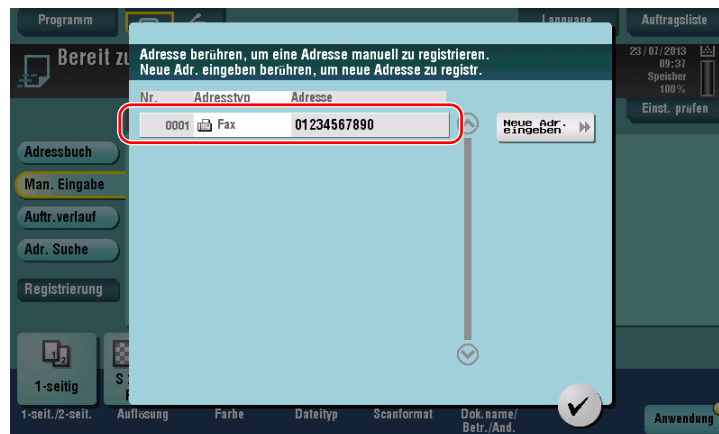 Programm
Language
Auftragsliste
Bereit zu
Adresse berühren, um eine Adresse manuell zu registrieren.
Neue Adr. eingeben berühren, um neue Adresse zu registr.
23/07/2013
09:37
Speicher
100%
Einst. prüfen
Nr. Adresstyp Adresse
0001 Fax 01234567890
Neue Adr.
eingeben
Adressbuch
Man. Eingabe
Auftr.verlauf
Adr. Suche
Registrierung
1-seitig
S
1-seit./2-seit. Auflösung Farbe Dateityp Scanformat Dok.name/
Betr./Änd.
Anwendung